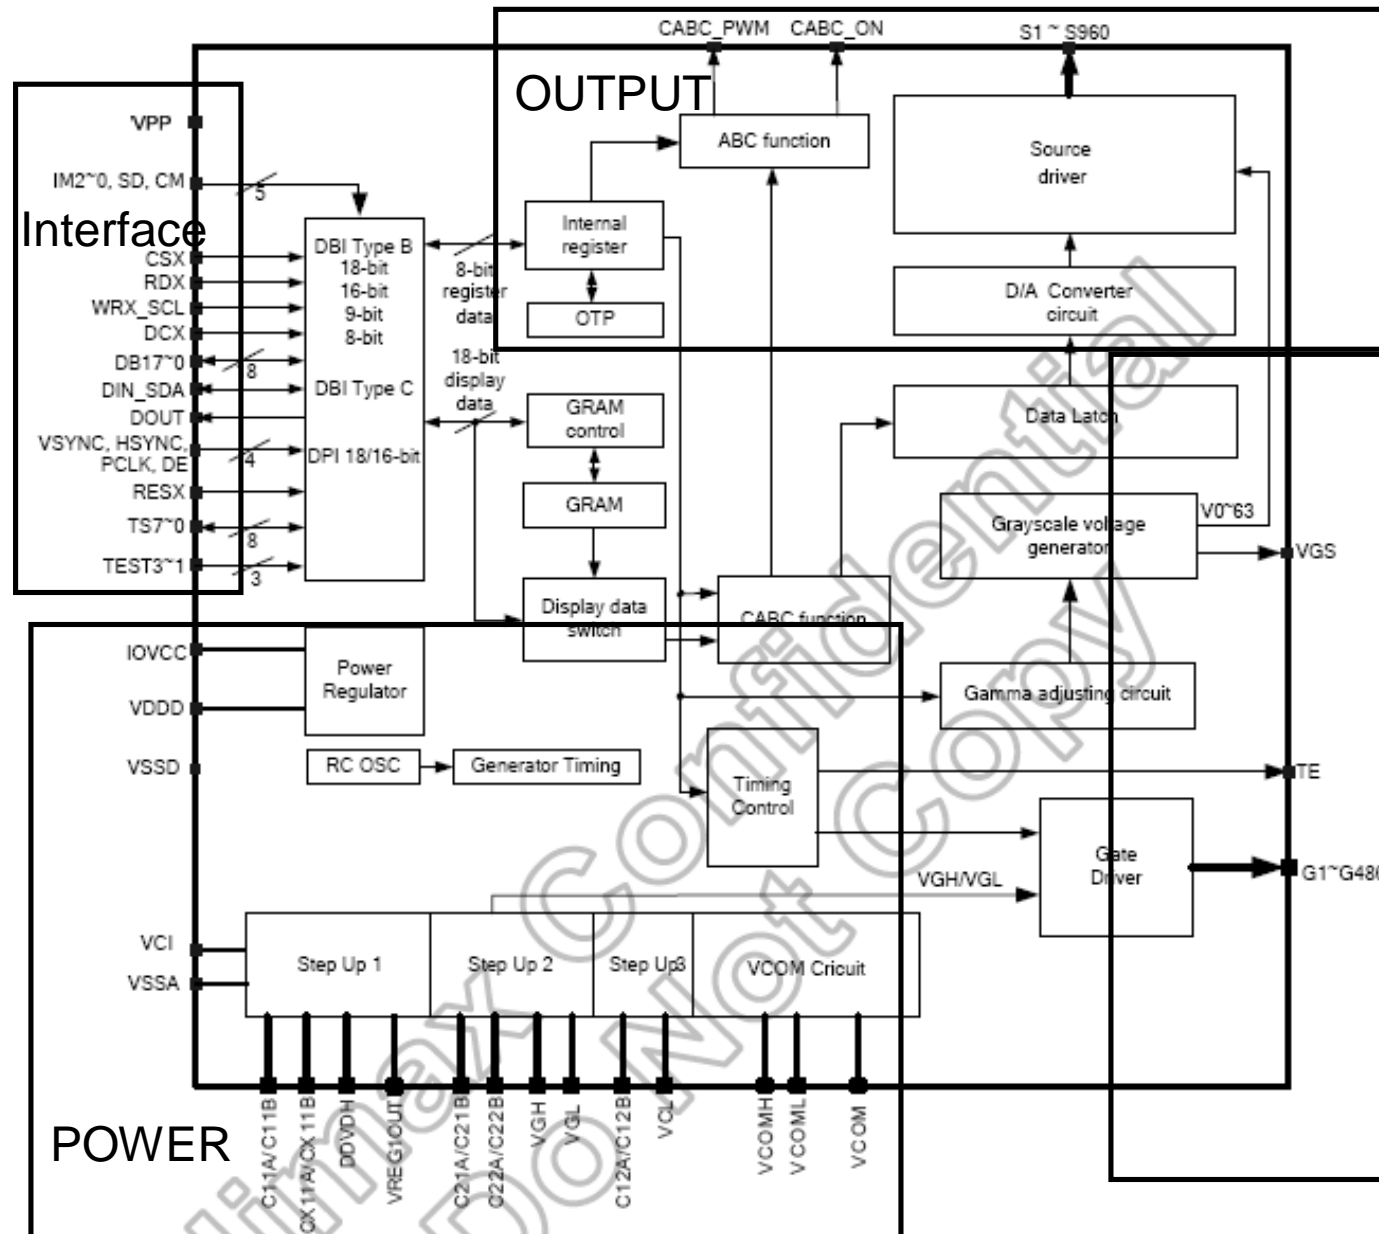 CABC_PWM
CABC_ON
S1 ~ S960
OUTPUT
VPP
ABC function
Source
driver
IM2~0, SD, CM
5
Interface
Internal
register
CSX
RDX
WRX_SCL
DCX
DB17~0
8
DIN_SDA
DOUT
VSYNC, HSYNC,
PCLK, DE
4
RESX
TS7~0
8
TEST3~1
3
DBI Type B
18-bit
16-bit
9-bit
8-bit
DBI Type C
DPI 18/16-bit
8-bit
register
data
OTP
D/A Converter
circuit
18-bit
display
data
GRAM
control
GRAM
Data Latch
Grayscale voltage
generator
V0~63
VGS
Display data
switch
CABC function
IOVCC
VDDD
VSSD
Power
Regulator
Gamma adjusting circuit
RC OSC
Generator Timing
Timing
Control
TE
Gate
Driver
G1~G480
VGH/VGL
VCI
VSSA
Step Up 1
Step Up 2
Step Up3
VCOM Cricuit
C11A/C11B
CX11A/CX11B
DDVDH
VREG1OUT
C21A/C21B
C22A/C22B
VGH
VGL
C12A/C12B
VCL
VCOMH
VCOML
VCOM
POWER
Himax Confidential
Do Not Copy